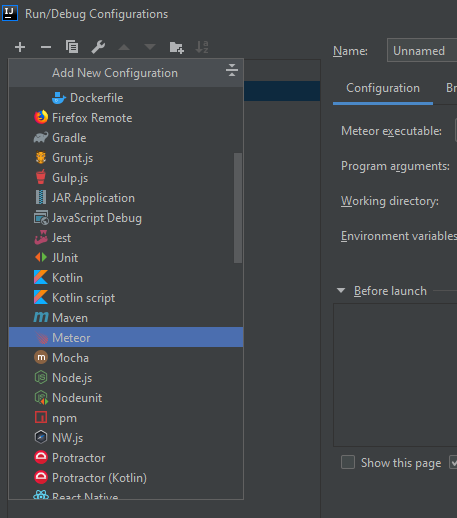 IJ Run/Debug Configurations
Add New Configuration
Dockerfile
Firefox Remote
Gradle
Grunt.js
Gulp.js
JAR Application
JavaScript Debug
Jest
JUnit
Kotlin
Kotlin script
m Maven
Meteor
m Mocha
Node.js
Nodeunit
npm
NW.js
Protractor
Protractor (Kotlin)
React Native
Name: Unnamed
Configuration Br
Meteor executable:
Program arguments:
Working directory:
Environment variables
Before launch
Show this page